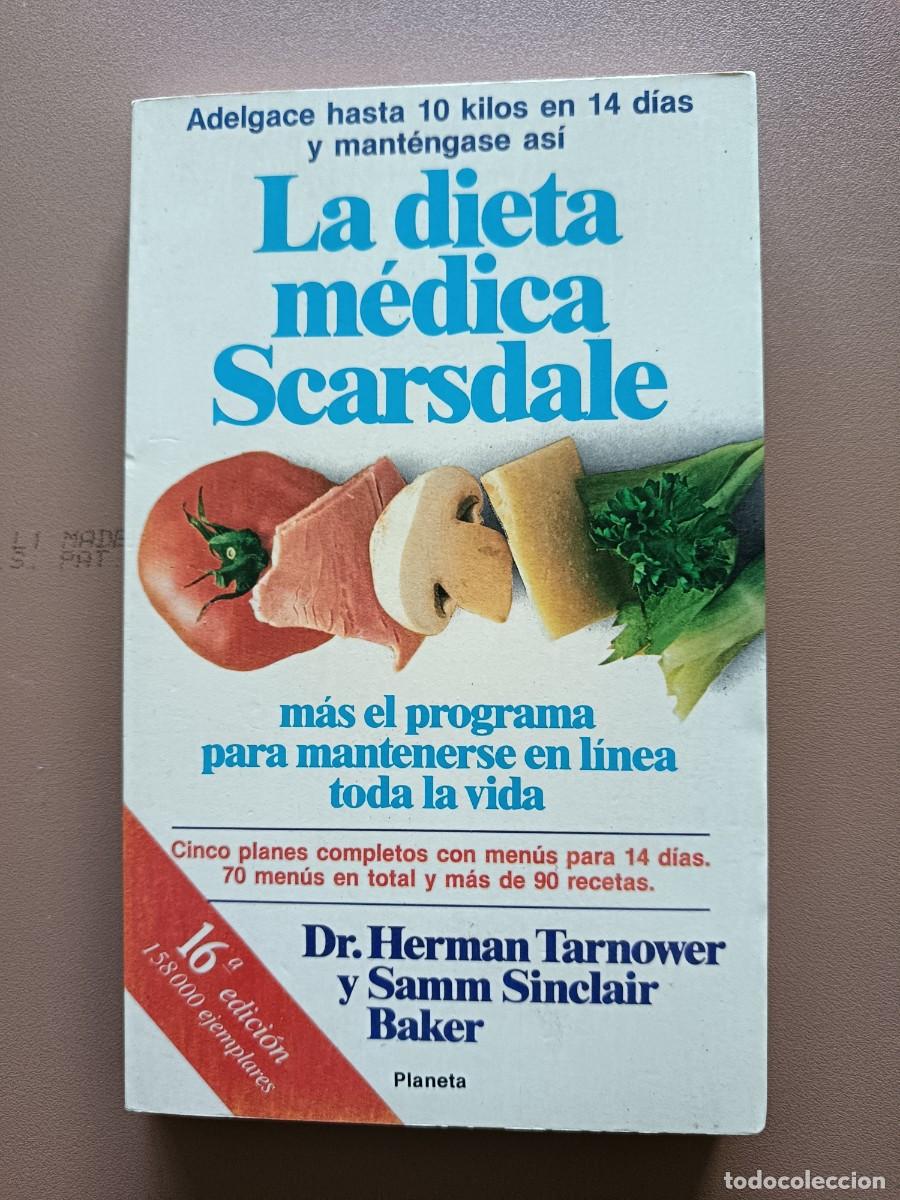 Adelgace hasta 10 kilos en 14 días
y manténgase así
La dieta
médica
Scarsdale
más el programa
para mantenerse en línea
toda la vida
Cinco planes completos con menús para 14 días.
70 menús en total y más de 90 recetas.
16ª edición
158000 ejemplares
Dr. Herman Tarnower
y Samm Sinclair
Baker
Planeta
todocoleccion